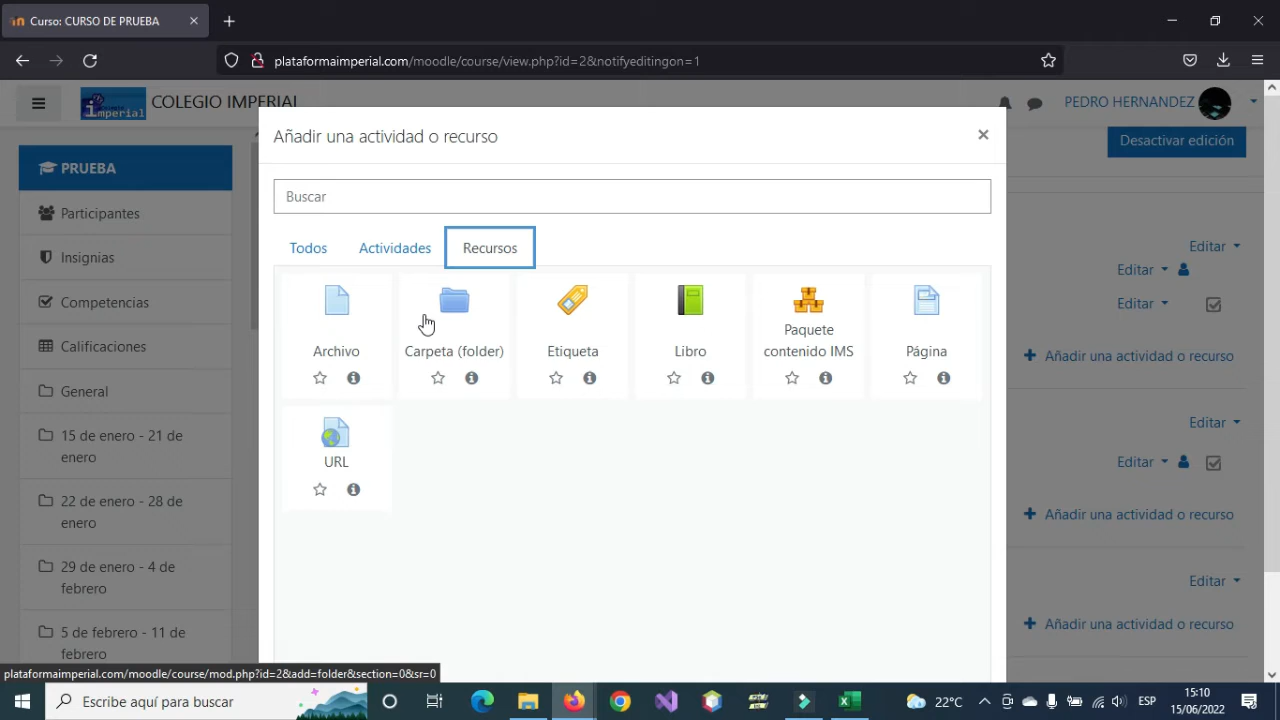 Curso: CURSO DE PRUEBA
plataformaimperial.com/moodle/course/view.php?id=2&notifyeditingon=1
imperial
COLEGIO IMPERIAL
PEDRO HERNANDEZ
Añadir una actividad o recurso
Desactivar edición
PRUEBA
Buscar
Participantes
Todos
Actividades
Recursos
Editar
Insignias
Editar
Competencias
Editar
Calificaciones
Archivo
Carpeta (folder)
Etiqueta
Libro
Paquete
contenido IMS
Página
Añadir una actividad o recurso
General
15 de enero - 21 de
enero
Editar
URL
Editar
22 de enero - 28 de
enero
Añadir una actividad o recurso
29 de enero - 4 de
febrero
Editar
5 de febrero - 11 de
febrero
Añadir una actividad o recurso
plataformaimperial.com/moodle/course/mod.php?id=2&add=folder&section=0&sr=0
Escribe aquí para buscar
22°C
ESP
15:10
15/06/2022